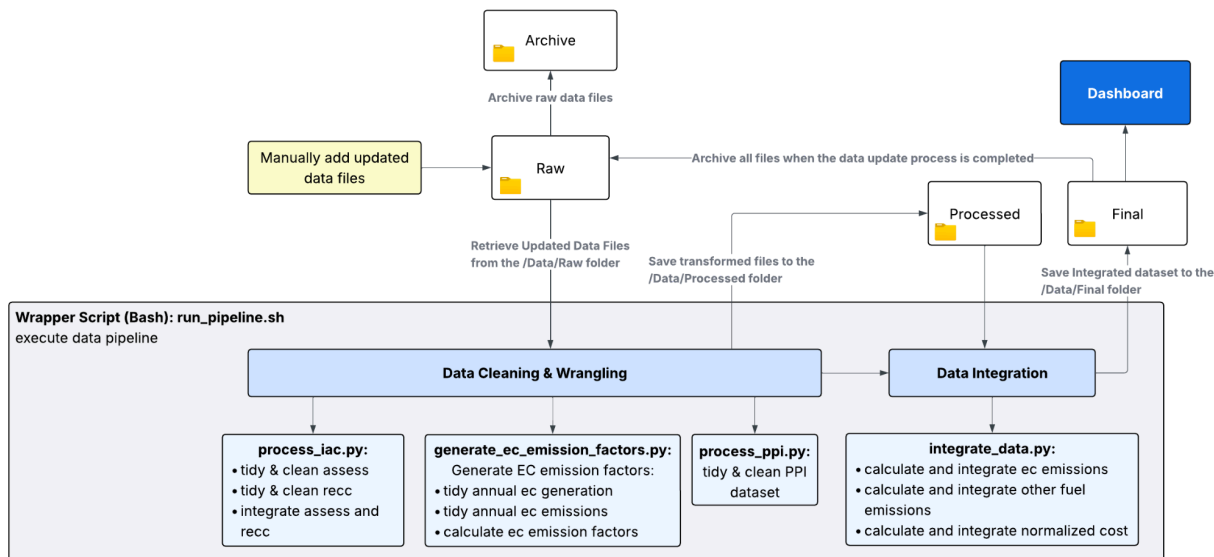 Archive
Archive raw data files
Dashboard
Manually add updated
data files
Raw
Archive all files when the data update process is completed
Processed
Final
Retrieve Updated Data Files
from the /Data/Raw folder
Save transformed files to the
/Data/Processed folder
Save Integrated dataset to the
/Data/Final folder
Wrapper Script (Bash): run_pipeline.sh
execute data pipeline
Data Cleaning & Wrangling
Data Integration
process_iac.py:
• tidy & clean assess
• tidy & clean recc
• integrate assess and
recc
generate_ec_emission_factors.py:
Generate EC emission factors:
• tidy annual ec generation
• tidy annual ec emissions
• calculate ec emission factors
process_ppi.py:
tidy & clean PPI
dataset
integrate_data.py:
• calculate and integrate ec emissions
• calculate and integrate other fuel
emissions
• calculate and integrate normalized cost